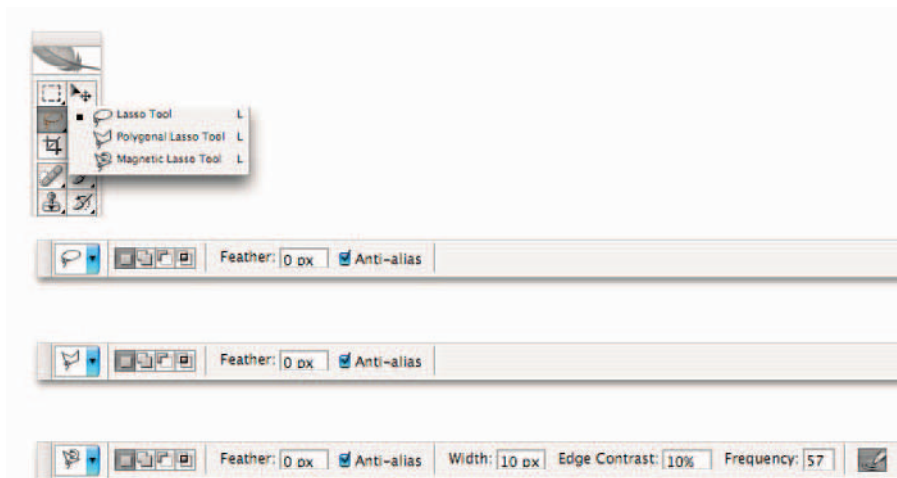 Lasso Tool L
Polygonal Lasso Tool L
Magnetic Lasso Tool L
Feather: 0 px Anti-alias
Feather: 0 px Anti-alias
Feather: 0 px Anti-alias Width: 10 px Edge Contrast: 10% Frequency: 57